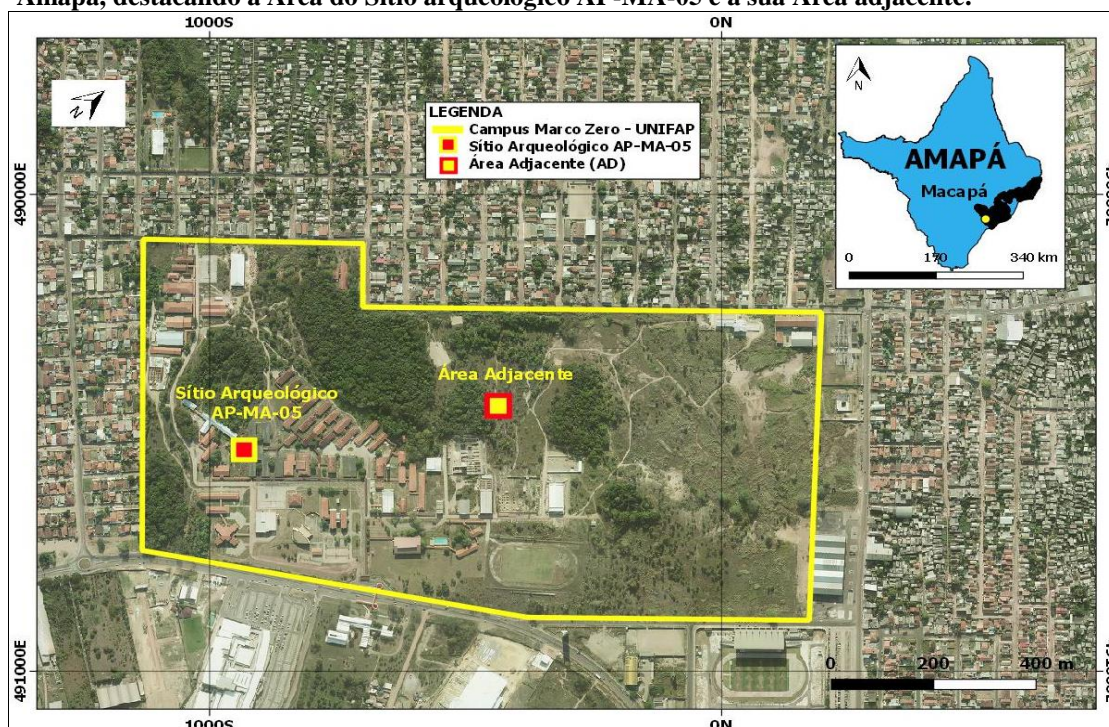 Amapá, destacando a Área do Sítio arqueológico AP-MA-05 e a sua Área adjacente.
1000S
0N
N
LEGENDA
Campus Marco Zero - UNIFAP
Sítio Arqueológico AP-MA-05
Área Adjacente (AD)
N
AMAPÁ
Macapá
0 170 340 km
490000E
Área Adjacente
Sítio Arqueológico
AP-MA-05
491000E
0 200 400 m
1000S
0N